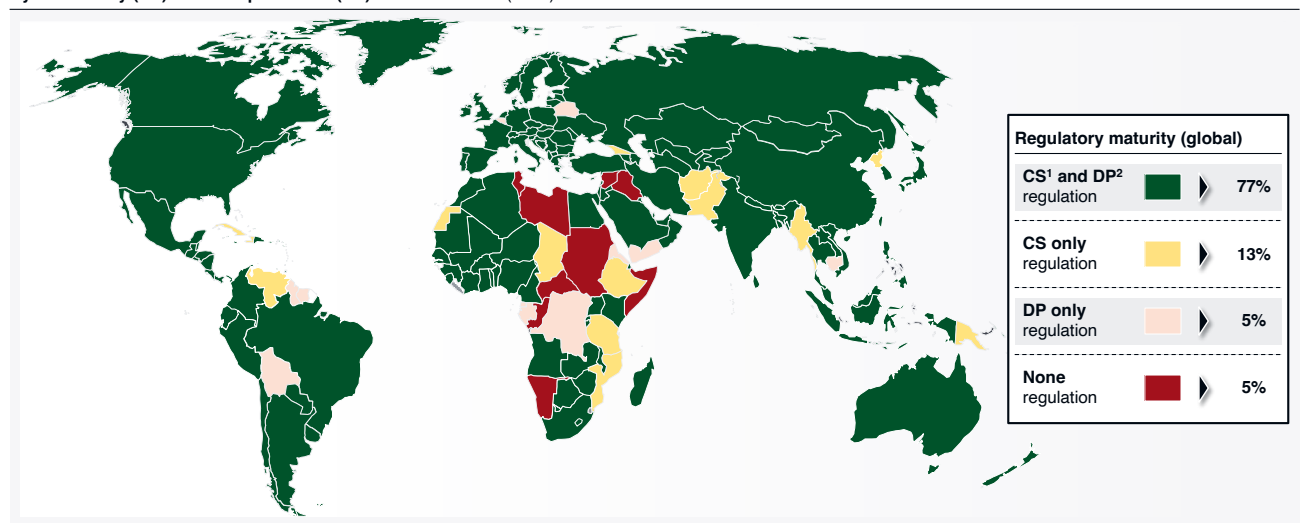 Regulatory maturity (global)
CS¹ and DP²
regulation
77%
CS only
regulation
13%
DP only
regulation
5%
None
regulation
5%